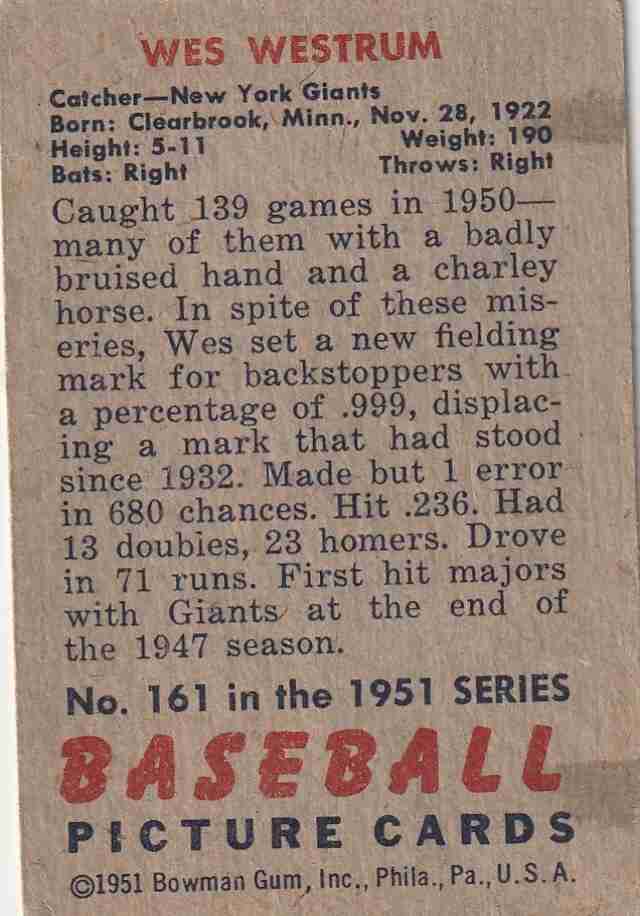 WES WESTRUM
Catcher—New York Giants
Born: Clearbrook, Minn., Nov. 28, 1922
Height: 5-11 Weight: 190
Bats: Right Throws: Right
Caught 139 games in 1950—
many of them with a badly
bruised hand and a charley
horse. In spite of these mis-
eries, Wes set a new fielding
mark for backstoppers with
a percentage of .999, displac-
ing a mark that had stood
since 1932. Made but 1 error
in 680 chances. Hit .236. Had
13 doubles, 23 homers. Drove
in 71 runs. First hit majors
with Giants at the end of
the 1947 season.
No. 161 in the 1951 SERIES
BASEBALL
PICTURE CARDS
©1951 Bowman Gum, Inc., Phila., Pa., U.S.A.